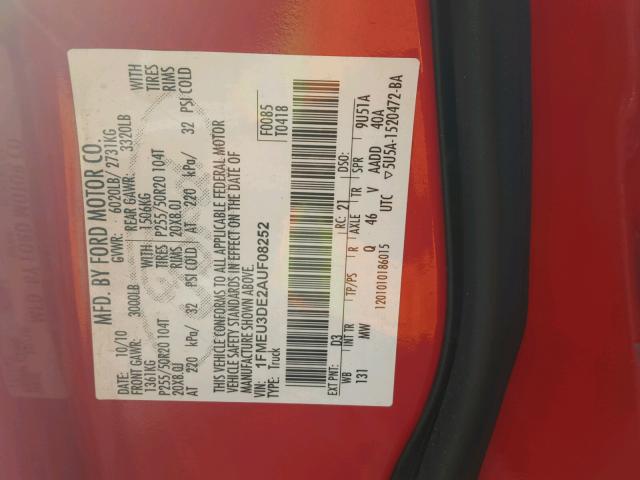 MFD. BY FORD MOTOR CO.
DATE: 10/10 GVWR: 6020LB/ 2731KG
FRONT GAWR: 3000LB REAR GAWR: 3320LB
1361KG 1506KG WITH
P255/50R20 104T TIRES P255/50R20 104T TIRES
20X8.0J RIMS 20X8.0J RIMS
AT 220 kPa/ 32 PSI COLD AT 220 kPa/ 32 PSI COLD
THIS VEHICLE CONFORMS TO ALL APPLICABLE FEDERAL MOTOR
VEHICLE SAFETY STANDARDS IN EFFECT ON THE DATE OF
MANUFACTURE SHOWN ABOVE.
VIN: 1FMEU3DE2AUF08252 F0085
TYPE: Truck T0418
EXT PNT: D3 RC: 21 DSO:
WB INT TR TP/PS R AXLE TR SPR
131 MW Q 46 V AADD 9U51A
40A
1201010186015 UTC ▽5U5A-1520472-BA